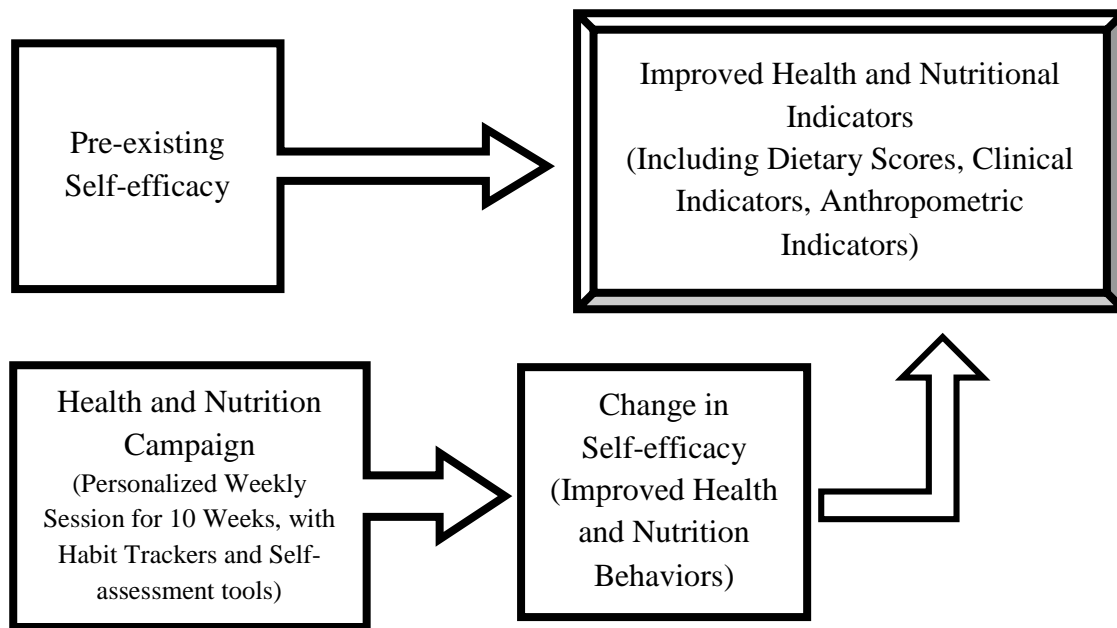 Pre-existing
Self-efficacy
Improved Health and Nutritional
Indicators
(Including Dietary Scores, Clinical
Indicators, Anthropometric
Indicators)
Health and Nutrition
Campaign
(Personalized Weekly
Session for 10 Weeks, with
Habit Trackers and Self-
assessment tools)
Change in
Self-efficacy
(Improved Health
and Nutrition
Behaviors)